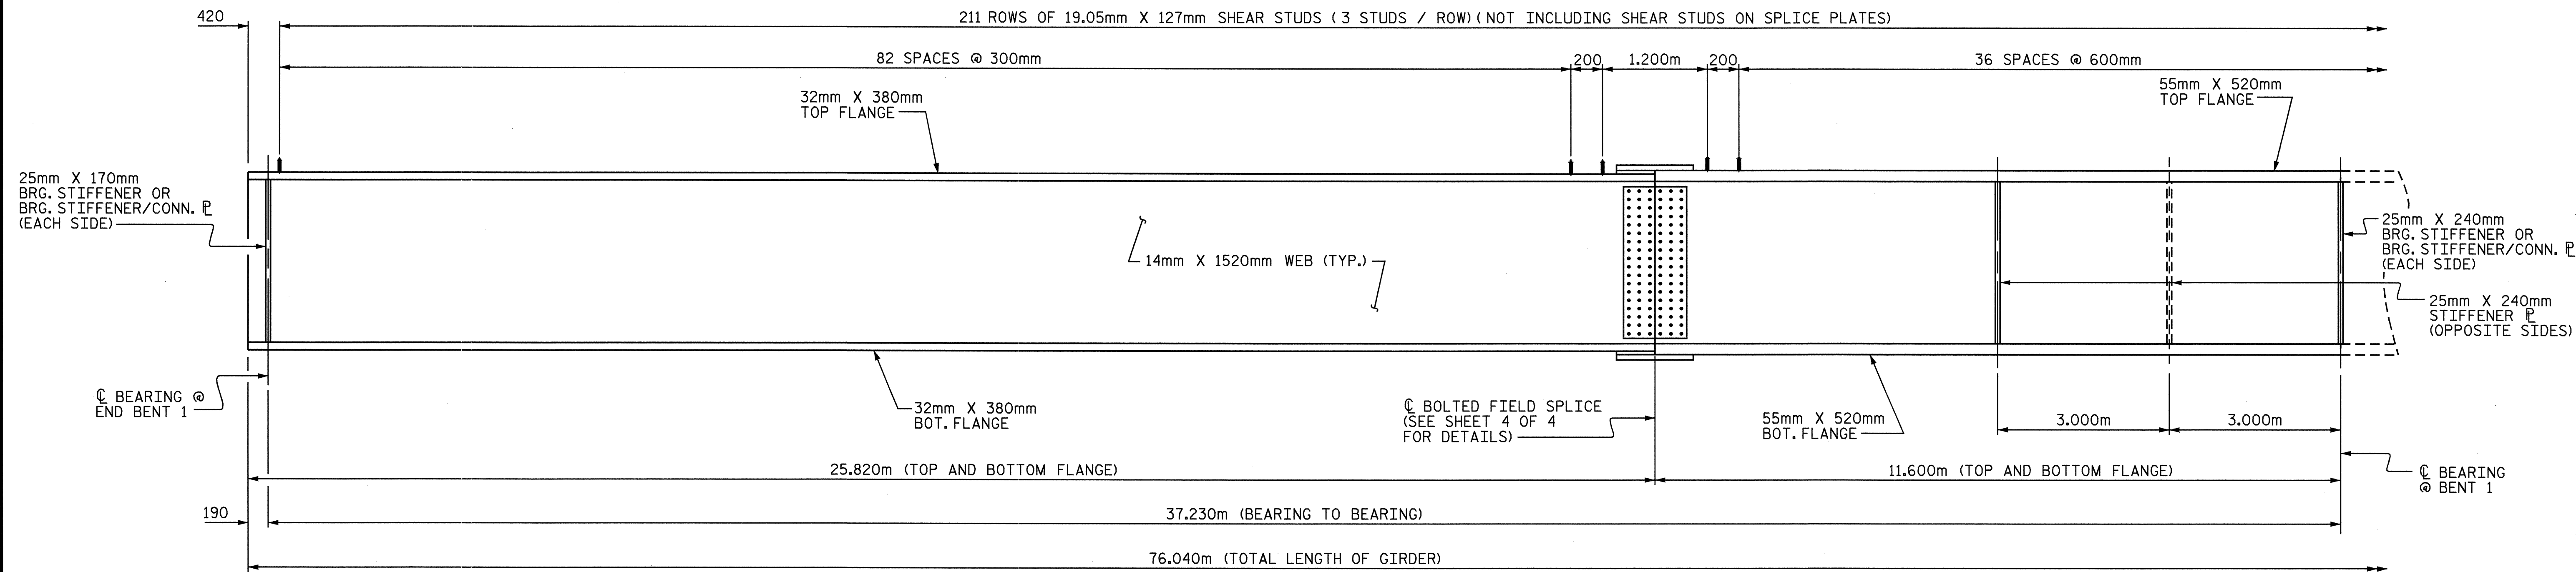 420
211 ROWS OF 19.05mm X 127mm SHEAR STUDS (3 STUDS / ROW)(NOT INCLUDING SHEAR STUDS ON SPLICE PLATES)
82 SPACES @ 300mm
200
1.200m
200
36 SPACES @ 600mm
32mm X 380mm
TOP FLANGE
55mm X 520mm
TOP FLANGE
25mm X 170mm
BRG. STIFFENER OR
BRG. STIFFENER/CONN. PL
(EACH SIDE)
14mm X 1520mm WEB (TYP.)
25mm X 240mm
BRG. STIFFENER OR
BRG. STIFFENER/CONN. PL
(EACH SIDE)
25mm X 240mm
STIFFENER PL
(OPPOSITE SIDES)
CL BEARING @
END BENT 1
32mm X 380mm
BOT. FLANGE
CL BOLTED FIELD SPLICE
(SEE SHEET 4 OF 4
FOR DETAILS)
55mm X 520mm
BOT. FLANGE
3.000m
3.000m
25.820m (TOP AND BOTTOM FLANGE)
11.600m (TOP AND BOTTOM FLANGE)
CL BEARING
@ BENT 1
190
37.230m (BEARING TO BEARING)
76.040m (TOTAL LENGTH OF GIRDER)